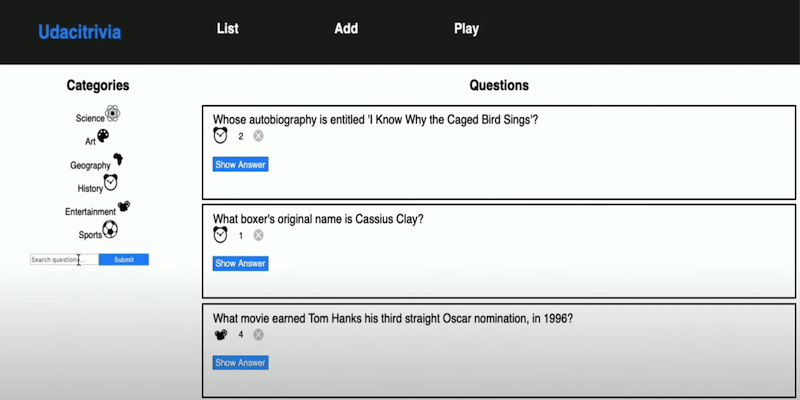 Udacitrivia
List
Add
Play
Categories
Science
Art
Geography
History
Entertainment
Sports
Search questions...
Submit
Questions
Whose autobiography is entitled 'I Know Why the Caged Bird Sings'?
2
Show Answer
What boxer's original name is Cassius Clay?
1
Show Answer
What movie earned Tom Hanks his third straight Oscar nomination, in 1996?
4
Show Answer